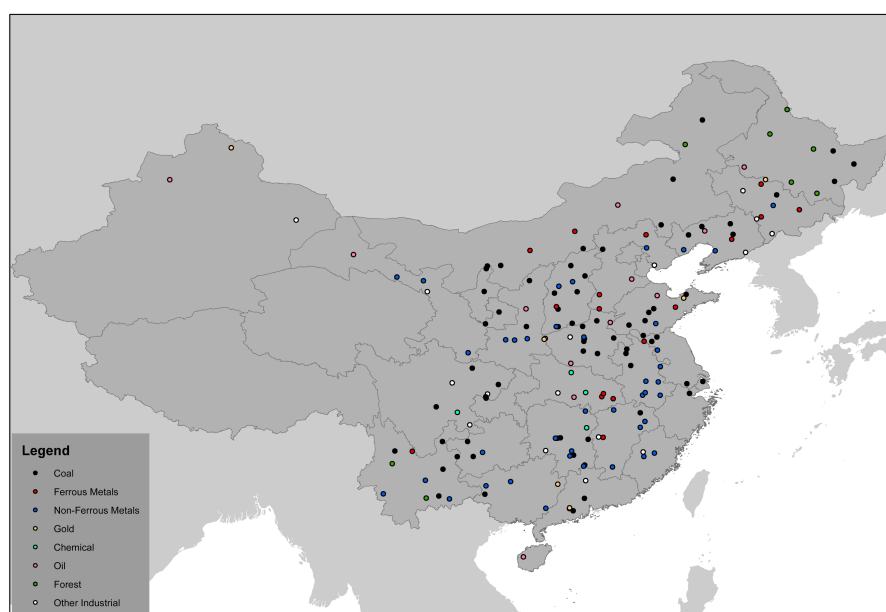 Legend
Coal
Ferrous Metals
Non-Ferrous Metals
Gold
Chemical
Oil
Forest
Other Industrial